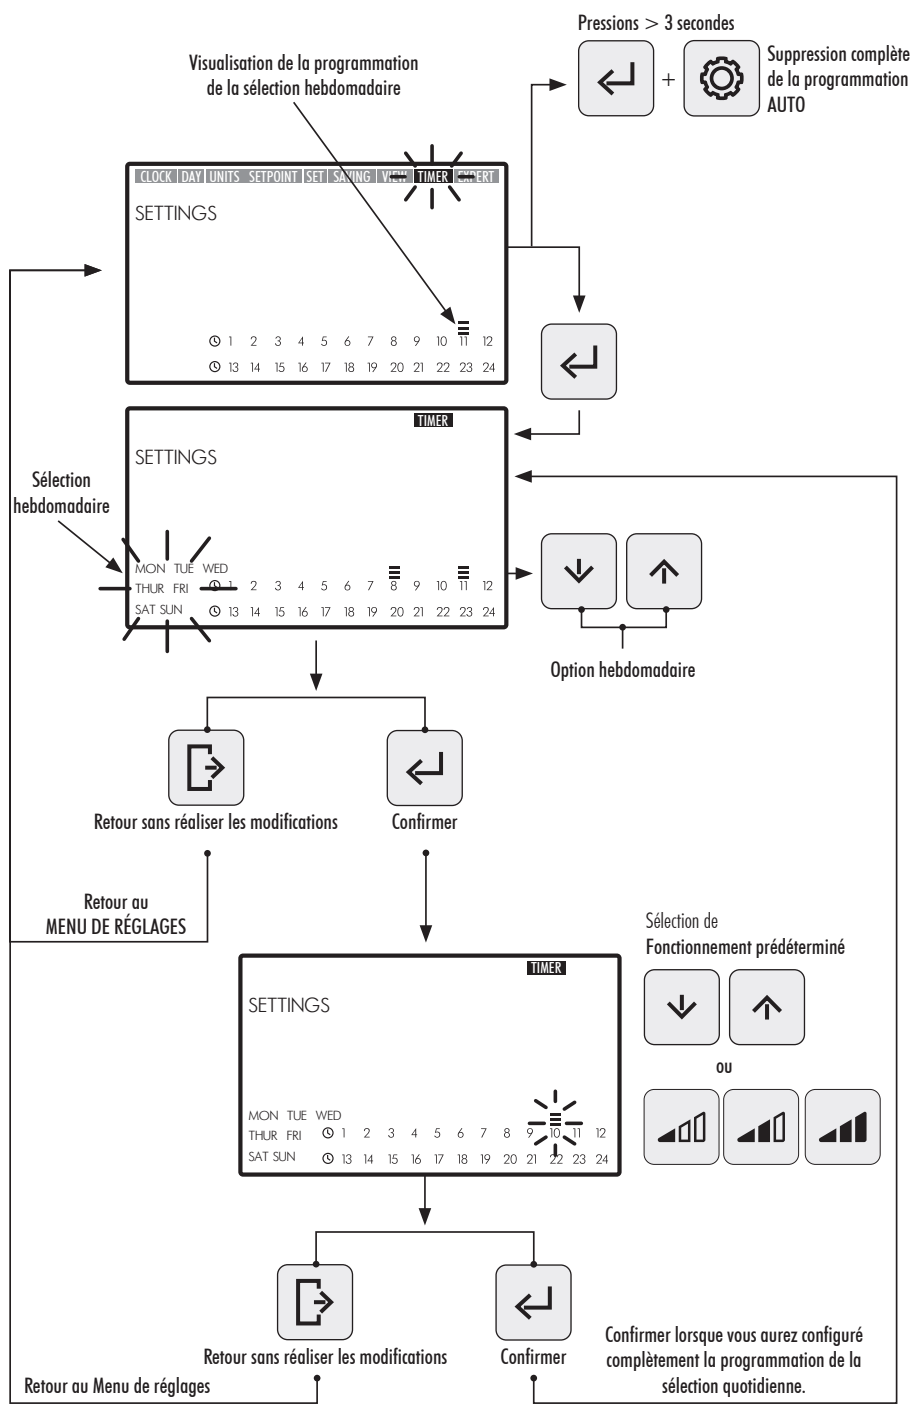 Pressions > 3 secondes
+
Suppression complète
de la programmation
AUTO
Visualisation de la programmation
de la sélection hebdomadaire
CLOCK DAY UNITS SETPOINT SET SAVING VIEW TIMER EXPERT
SETTINGS
1 2 3 4 5 6 7 8 9 10 11 12
13 14 15 16 17 18 19 20 21 22 23 24
TIMER
SETTINGS
Sélection
hebdomadaire
MON TUE WED
THUR FRI 1 2 3 4 5 6 7 8 9 10 11 12
SAT SUN 13 14 15 16 17 18 19 20 21 22 23 24
Option hebdomadaire
Retour sans réaliser les modifications
Confirmer
Retour au
MENU DE RÉGLAGES
Sélection de
Fonctionnement prédéterminé
ou
TIMER
SETTINGS
MON TUE WED
THUR FRI 1 2 3 4 5 6 7 8 9 10 11 12
SAT SUN 13 14 15 16 17 18 19 20 21 22 23 24
Retour sans réaliser les modifications
Confirmer
Confirmer lorsque vous aurez configuré
complètement la programmation de la
sélection quotidienne.
Retour au Menu de réglages